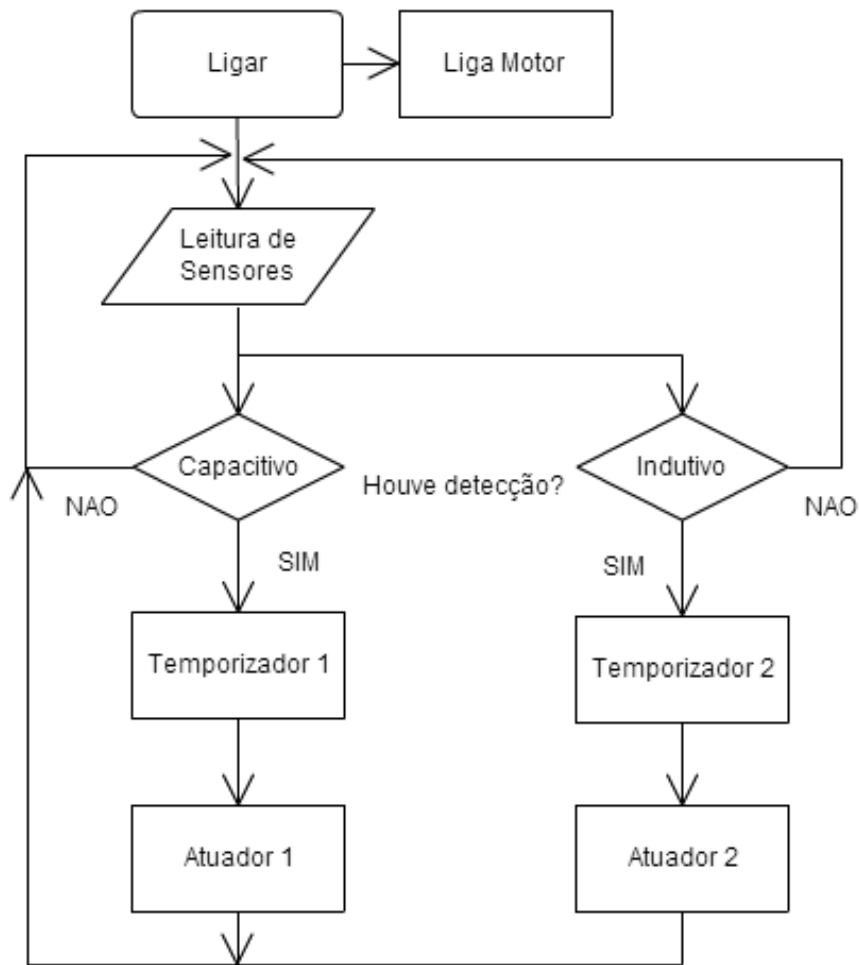 Ligar
Liga Motor
Leitura de
Sensores
Capacitivo
Houve detecção?
Indutivo
NAO
NAO
SIM
SIM
Temporizador 1
Temporizador 2
Atuador 1
Atuador 2